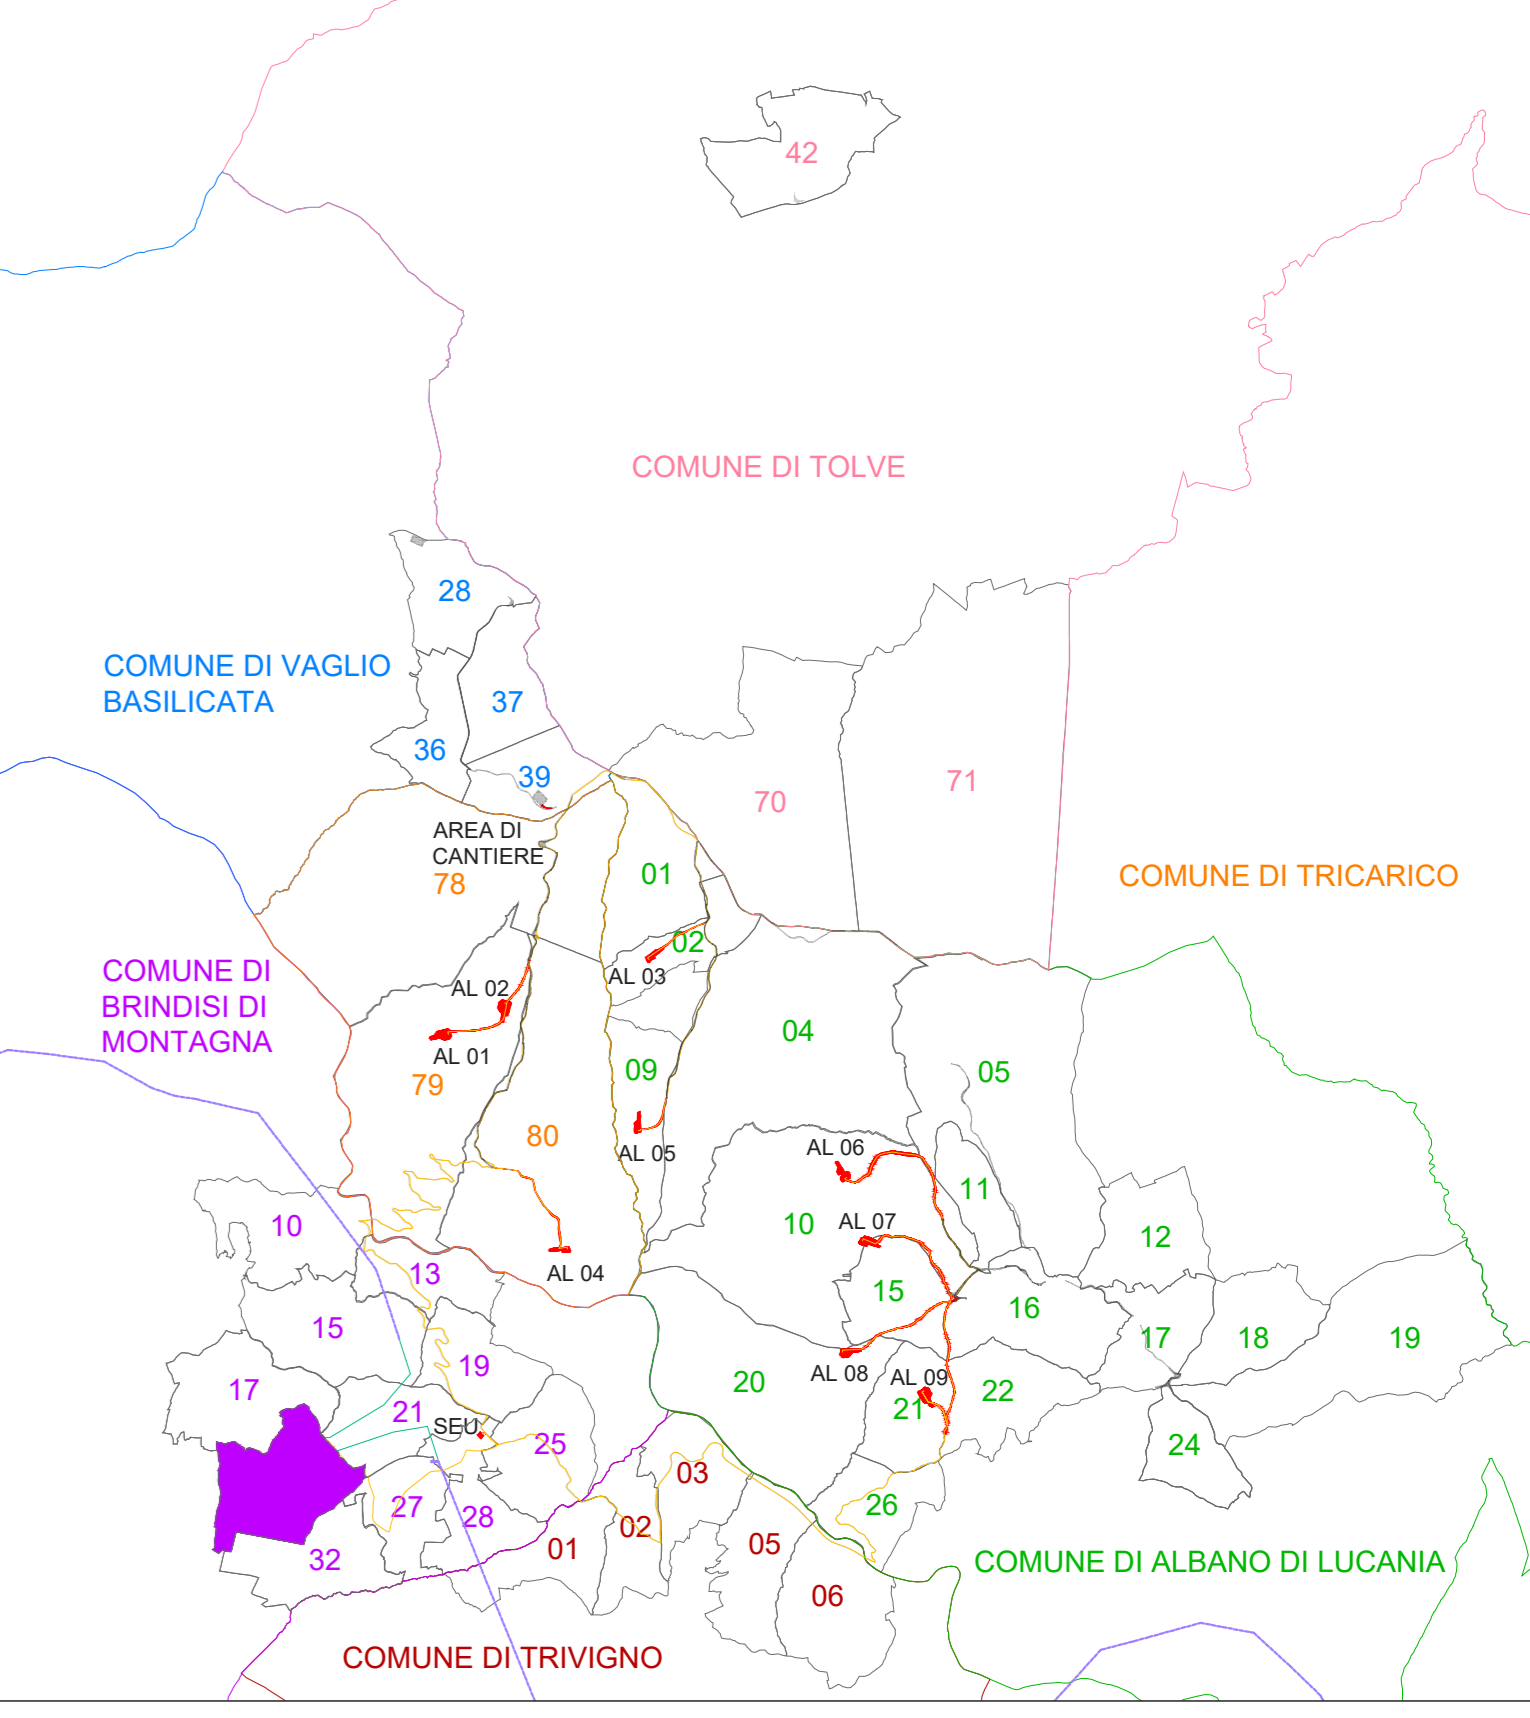 42
COMUNE DI TOLVE
28
COMUNE DI VAGLIO
BASILICATA
37
36
39
70
71
AREA DI
CANTIERE
78
01
COMUNE DI TRICARICO
02
AL 03
COMUNE DI
BRINDISI DI
MONTAGNA
AL 02
AL 01
79
04
05
09
80
AL 05
AL 06
11
10
10
AL 07
12
13
AL 04
15
16
15
17
18
19
19
AL 08
20
AL 09
22
17
21
21
SEU
25
24
03
27
28
02
26
01
05
32
06
COMUNE DI ALBANO DI LUCANIA
COMUNE DI TRIVIGNO